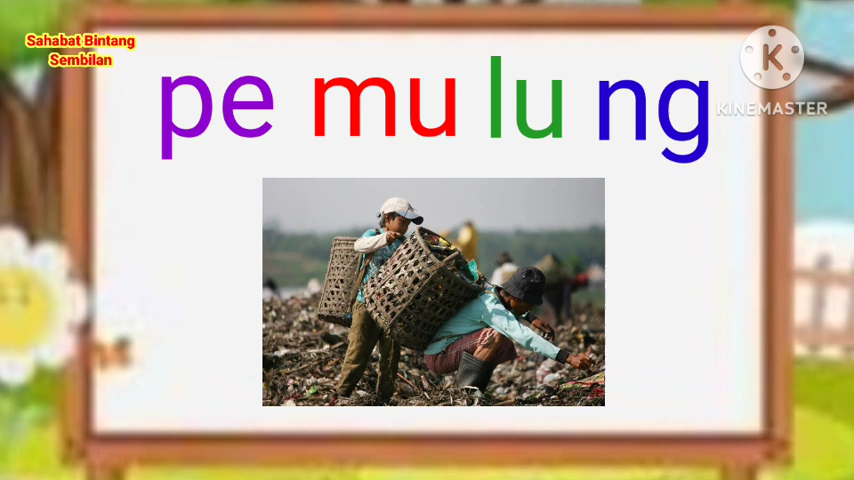 Sahabat Bintang
Sembilan
pe mu lu ng
K
KINEMASTER